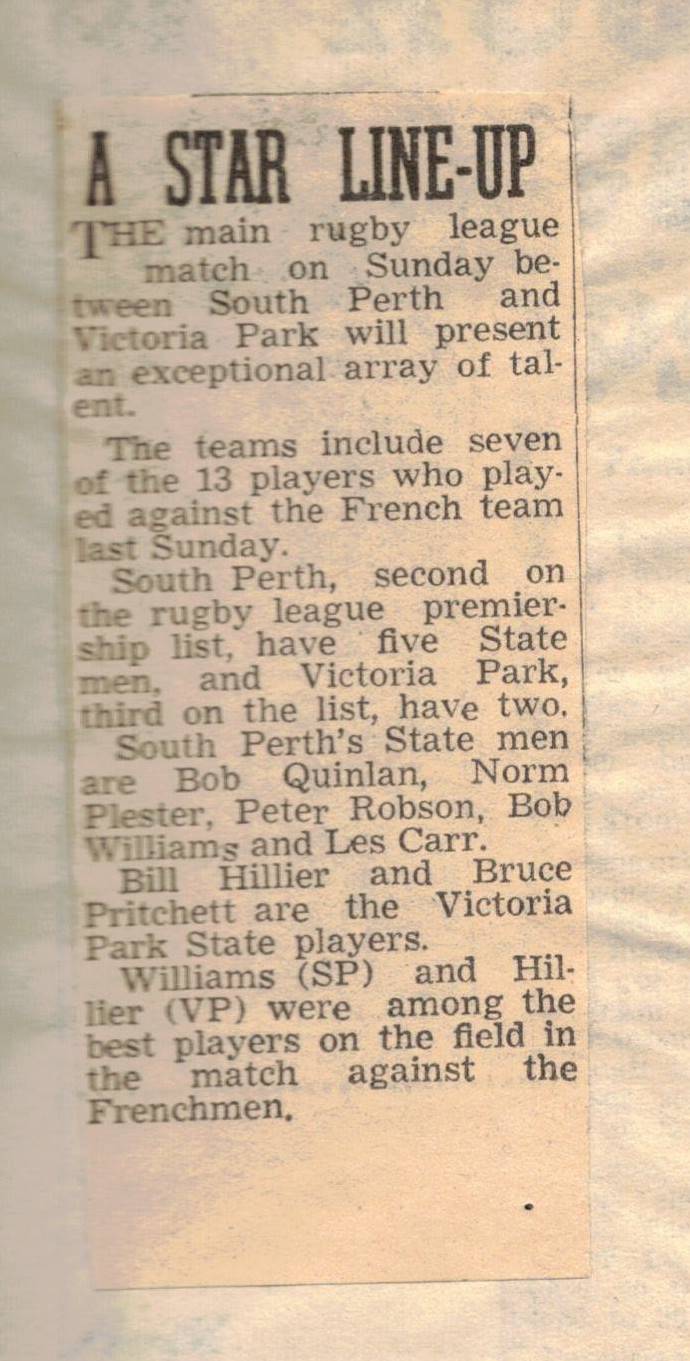 A STAR LINE-UP
THE main rugby league
match on Sunday be-
tween South Perth and
Victoria Park will present
an exceptional array of tal-
ent.
The teams include seven
of the 13 players who play-
ed against the French team
last Sunday.
South Perth, second on
the rugby league premier-
ship list, have five State
men, and Victoria Park,
third on the list, have two.
South Perth's State men
are Bob Quinlan, Norm
Plester, Peter Robson, Bob
Williams and Les Carr.
Bill Hillier and Bruce
Pritchett are the Victoria
Park State players.
Williams (SP) and Hil-
lier (VP) were among the
best players on the field in
the match against the
Frenchmen.